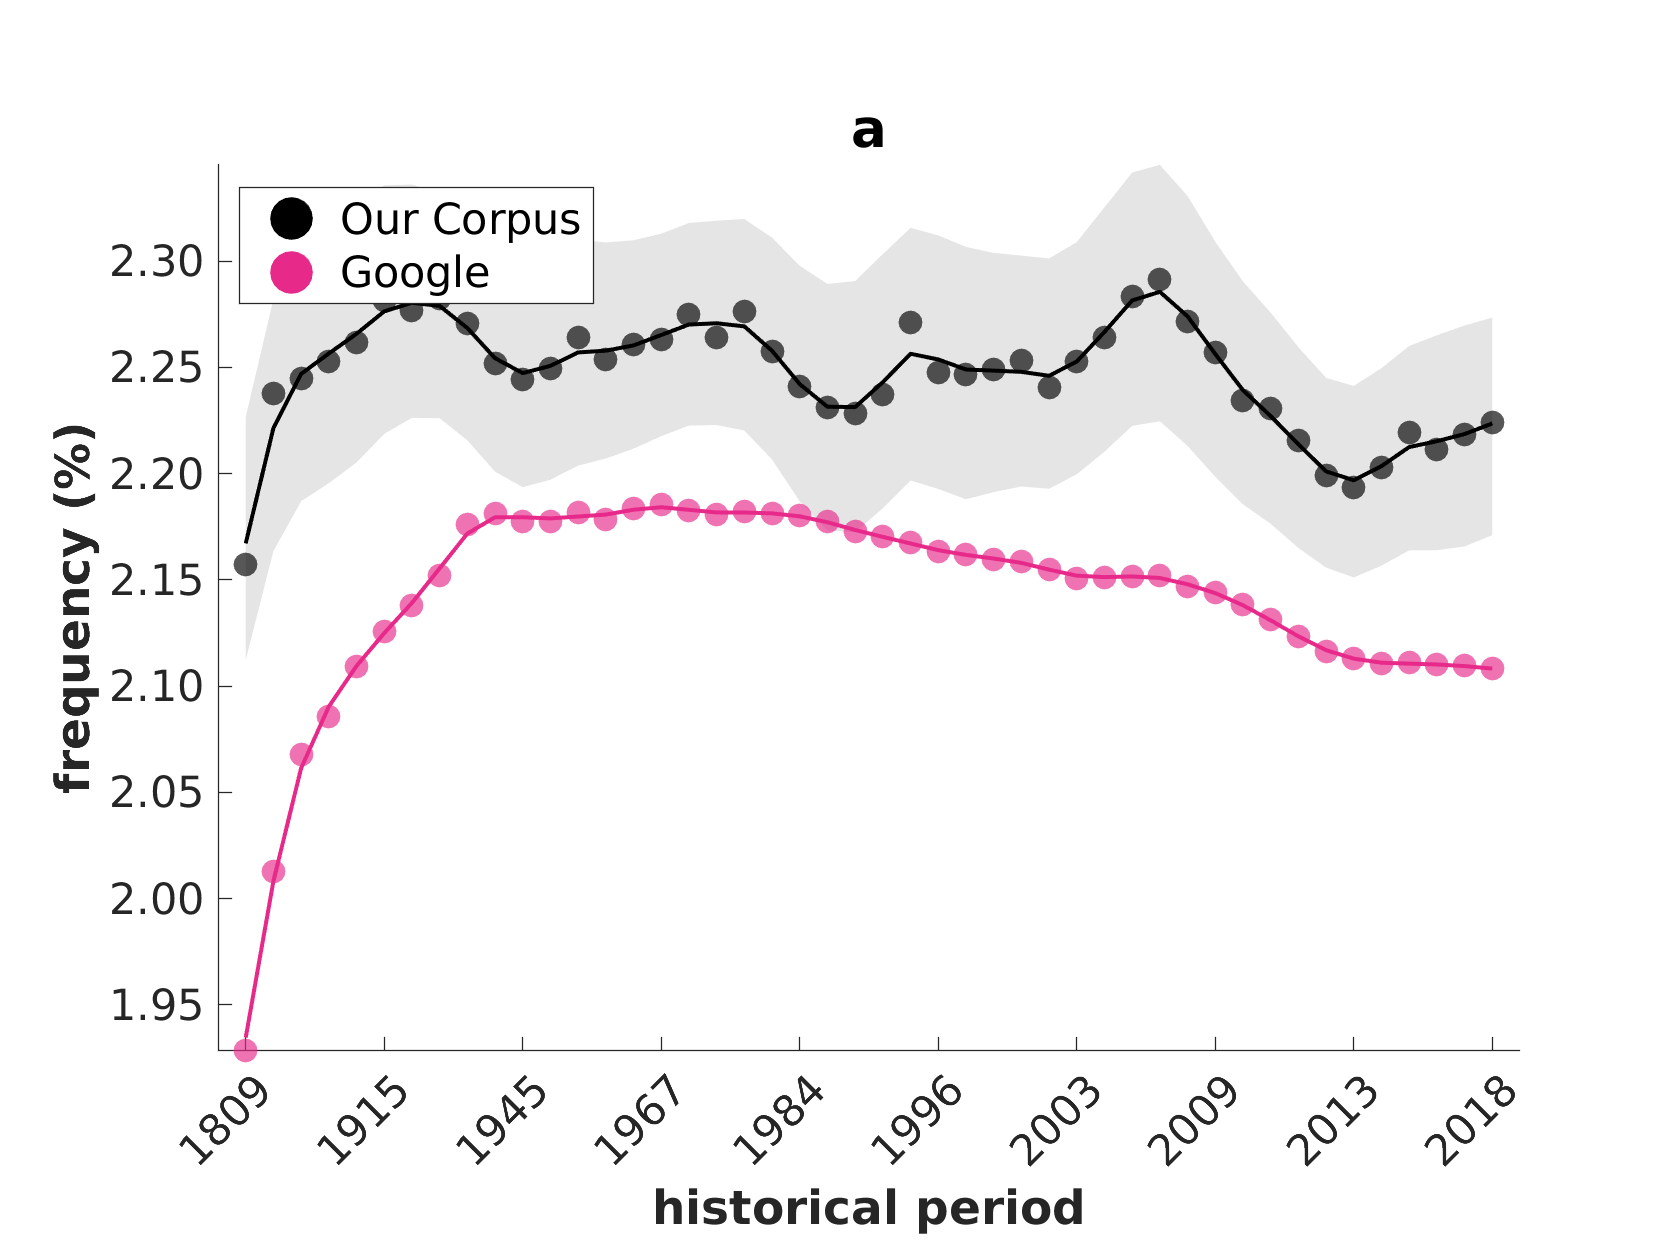 a
Our Corpus
Google
frequency (%)
2.30
2.25
2.20
2.15
2.10
2.05
2.00
1.95
1809 1915 1945 1967 1984 1996 2003 2009 2013 2018
historical period